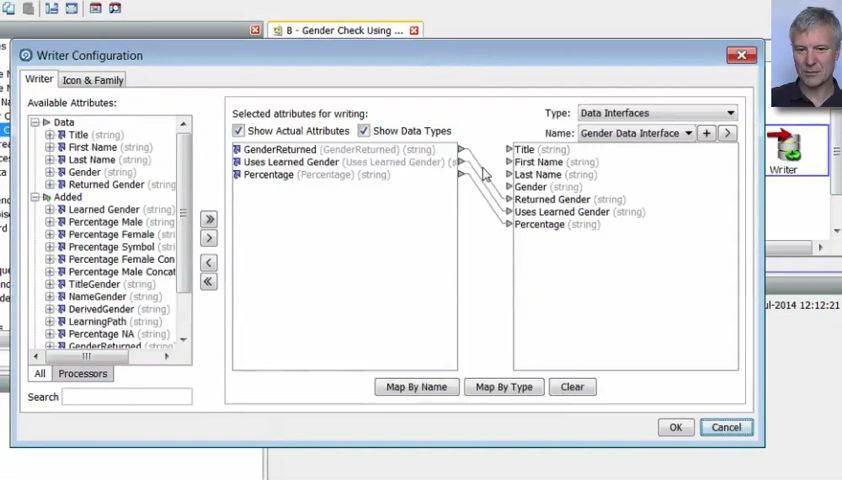 B - Gender Check Using ...
Writer Configuration
Writer
Icon & Family
Available Attributes:
Data
Title (string)
First Name (string)
Last Name (string)
Gender (string)
Returned Gender (string)
Added
Learned Gender (string)
Percentage Male (string)
Percentage Female (strin
Precentage Symbol (strin
Percentage Female Con
Percentage Male Concat
TitleGender (string)
NameGender (string)
DerivedGender (string)
LearningPath (string)
Percentage NA (string)
GenderReturned (string)
All
Processors
Search
Selected attributes for writing:
Show Actual Attributes
Show Data Types
GenderReturned (GenderReturned) (string)
Uses Learned Gender (Uses Learned Gender) (s
Percentage (Percentage) (string)
Type: Data Interfaces
Name: Gender Data Interface
Title (string)
First Name (string)
Last Name (string)
Gender (string)
Returned Gender (string)
Uses Learned Gender (string)
Percentage (string)
Map By Name
Map By Type
Clear
OK
Cancel
Writer
ul-2014 12:12:21